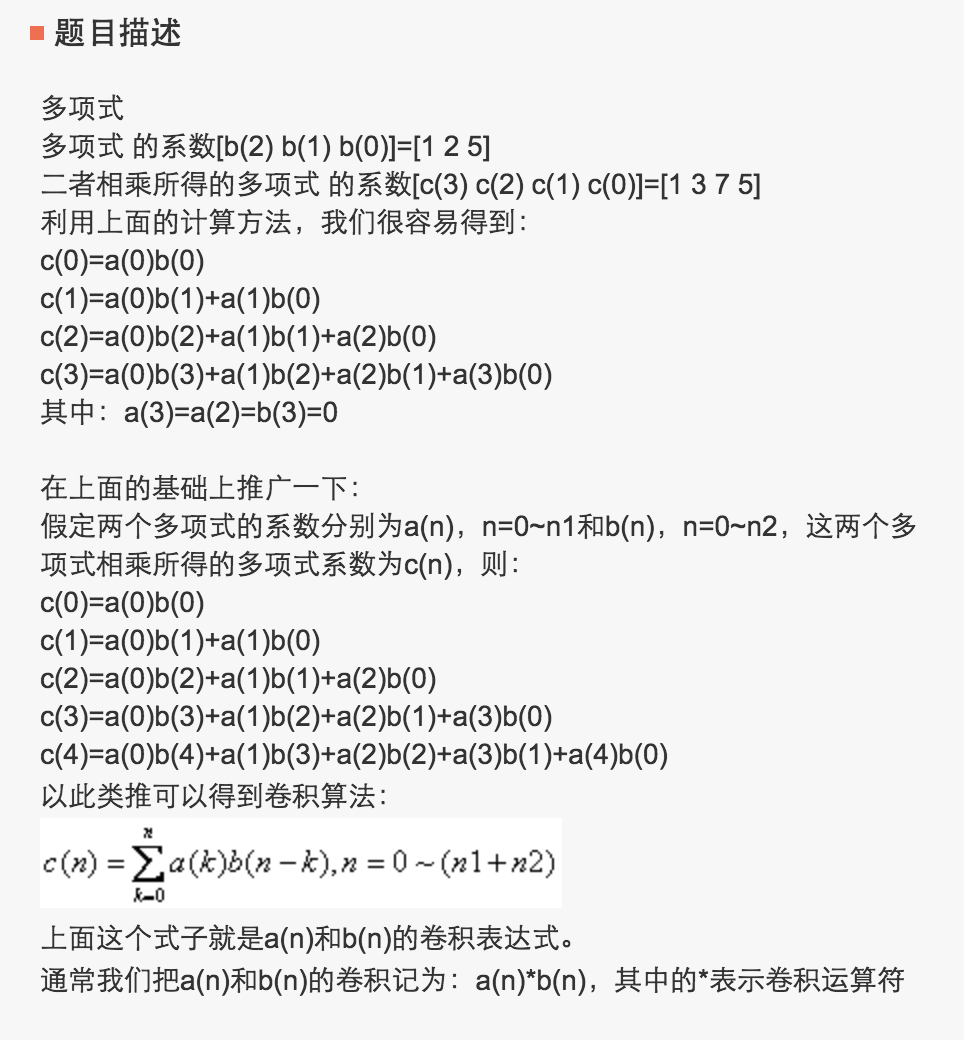 题目描述
多项式
多项式 的系数[b(2) b(1) b(0)]=[1 2 5]
二者相乘所得的多项式 的系数[c(3) c(2) c(1) c(0)]=[1 3 7 5]
利用上面的计算方法，我们很容易得到：
c(0)=a(0)b(0)
c(1)=a(0)b(1)+a(1)b(0)
c(2)=a(0)b(2)+a(1)b(1)+a(2)b(0)
c(3)=a(0)b(3)+a(1)b(2)+a(2)b(1)+a(3)b(0)
其中：a(3)=a(2)=b(3)=0
在上面的基础上推广一下：
假定两个多项式的系数分别为a(n)，n=0~n1和b(n)，n=0~n2，这两个多
项式相乘所得的多项式系数为c(n)，则：
c(0)=a(0)b(0)
c(1)=a(0)b(1)+a(1)b(0)
c(2)=a(0)b(2)+a(1)b(1)+a(2)b(0)
c(3)=a(0)b(3)+a(1)b(2)+a(2)b(1)+a(3)b(0)
c(4)=a(0)b(4)+a(1)b(3)+a(2)b(2)+a(3)b(1)+a(4)b(0)
以此类推可以得到卷积算法：
n
c(n)=∑a(k)b(n-k),n=0~(n1+n2)
k=0
上面这个式子就是a(n)和b(n)的卷积表达式。
通常我们把a(n)和b(n)的卷积记为：a(n)*b(n)，其中的*表示卷积运算符